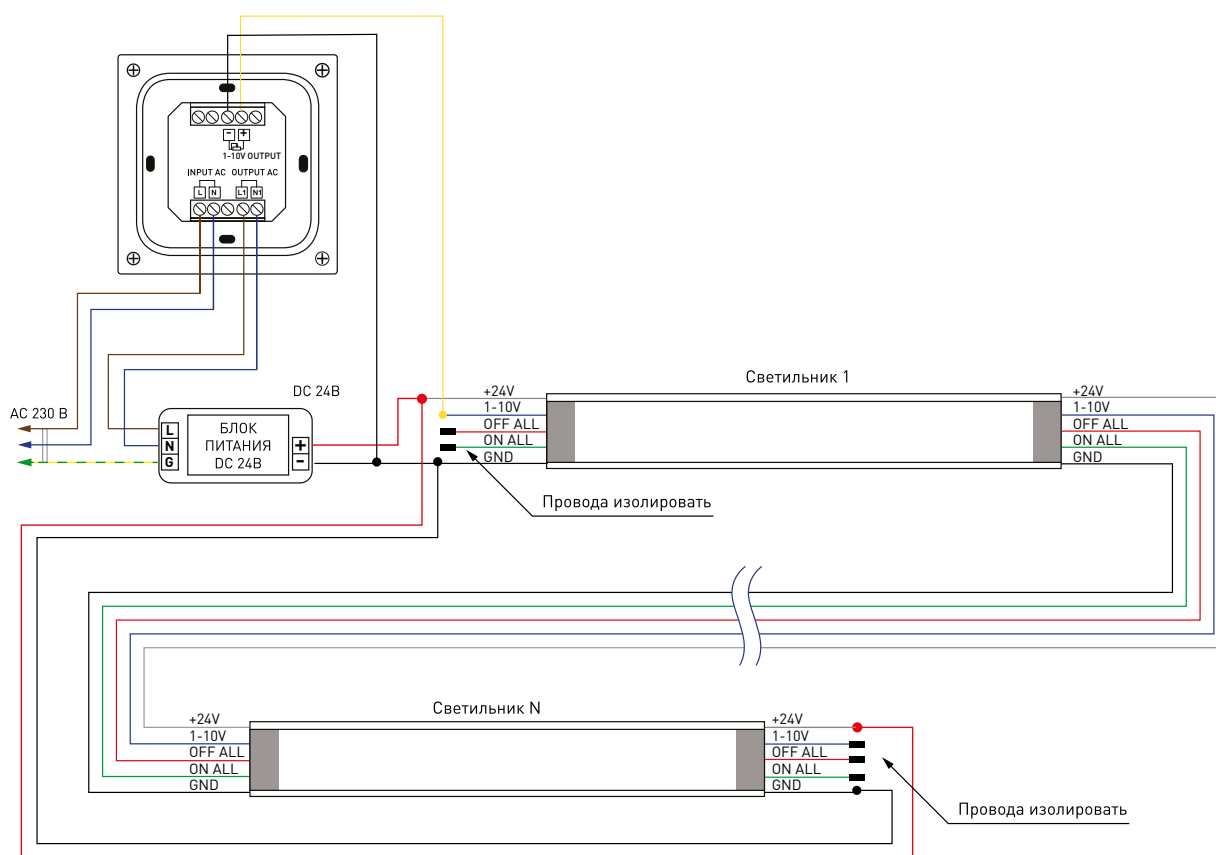 - +
1-10V OUTPUT
INPUT AC OUTPUT AC
L N L1 N1
DC 24В
AC 230 В
L
N
G
БЛОК
ПИТАНИЯ
DC 24В
+
-
Светильник 1
+24V
1-10V
OFF ALL
ON ALL
GND
+24V
1-10V
OFF ALL
ON ALL
GND
Провода изолировать
Светильник N
+24V
1-10V
OFF ALL
ON ALL
GND
+24V
1-10V
OFF ALL
ON ALL
GND
Провода изолировать